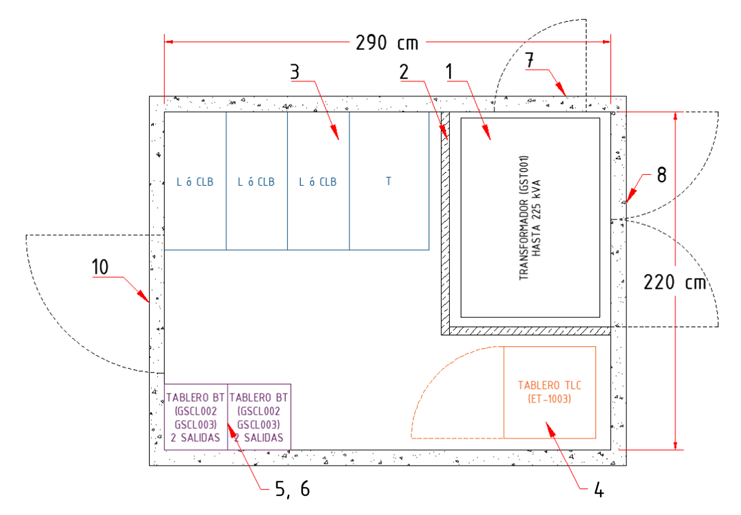 290 cm
7
3
2
1
L ó CLB
L ó CLB
L ó CLB
T
TRANSFORMADOR (GST001)
HASTA 225 kVA
8
10
220 cm
TABLERO BT
(GSCL002
GSCL003)
2 SALIDAS
TABLERO BT
(GSCL002
GSCL003)
2 SALIDAS
TABLERO TLC
(ET-1003)
5, 6
4